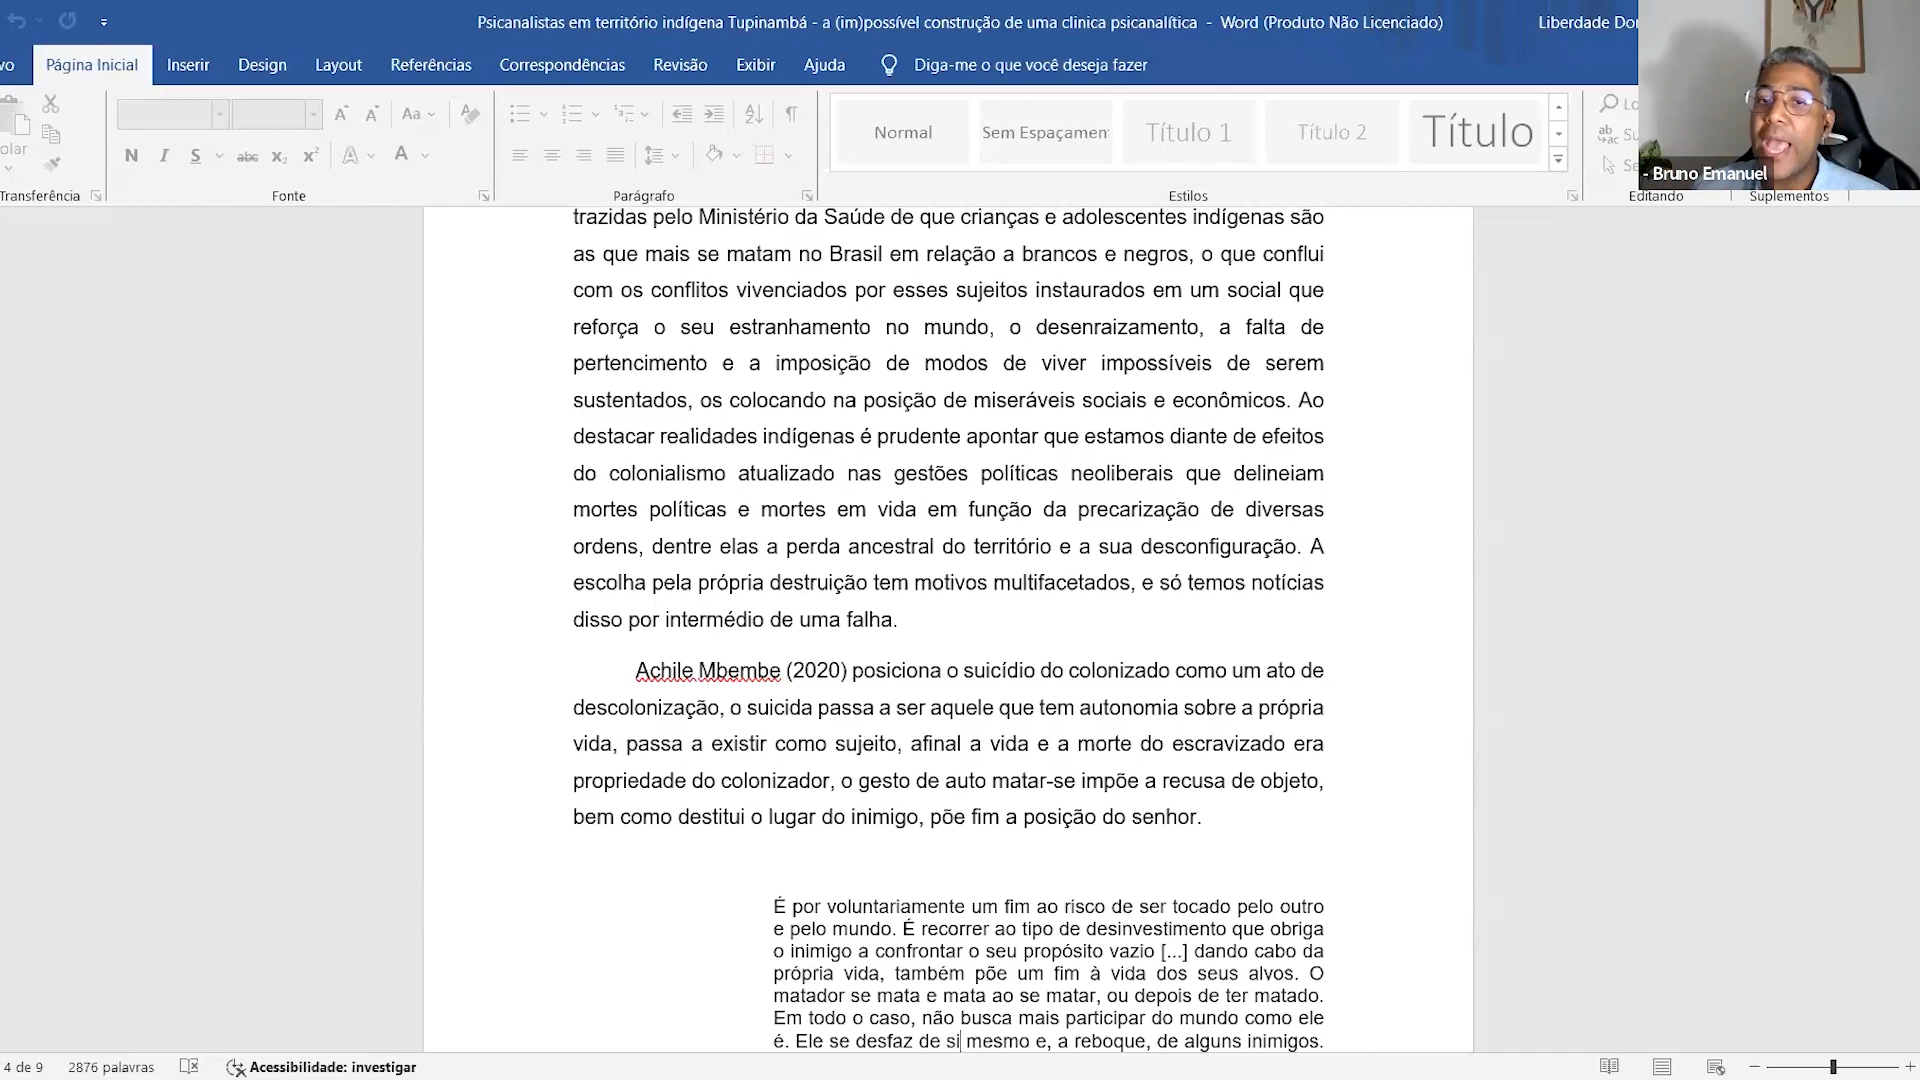 Psicanalistas em território indígena Tupinambá - a (im)possível construção de uma clinica psicanalítica - Word (Produto Não Licenciado)
Liberdade Dor
vo
Página Inicial
Inserir
Design
Layout
Referências
Correspondências
Revisão
Exibir
Ajuda
Diga-me o que você deseja fazer
olar
Transferência
Aa
N I S abc x₂ x² A A
Fonte
Parágrafo
Normal
Sem Espaçamen
Título 1
Título 2
Título
Estilos
Lo
Su
Se
Editando
Suplementos
- Bruno Emanuel
trazidas pelo Ministério da Saúde de que crianças e adolescentes indígenas são
as que mais se matam no Brasil em relação a brancos e negros, o que conflui
com os conflitos vivenciados por esses sujeitos instaurados em um social que
reforça o seu estranhamento no mundo, o desenraizamento, a falta de
pertencimento e a imposição de modos de viver impossíveis de serem
sustentados, os colocando na posição de miseráveis sociais e econômicos. Ao
destacar realidades indígenas é prudente apontar que estamos diante de efeitos
do colonialismo atualizado nas gestões políticas neoliberais que delineiam
mortes políticas e mortes em vida em função da precarização de diversas
ordens, dentre elas a perda ancestral do território e a sua desconfiguração. A
escolha pela própria destruição tem motivos multifacetados, e só temos notícias
disso por intermédio de uma falha.
Achile Mbembe (2020) posiciona o suicídio do colonizado como um ato de
descolonização, o suicida passa a ser aquele que tem autonomia sobre a própria
vida, passa a existir como sujeito, afinal a vida e a morte do escravizado era
propriedade do colonizador, o gesto de auto matar-se impõe a recusa de objeto,
bem como destitui o lugar do inimigo, põe fim a posição do senhor.
É por voluntariamente um fim ao risco de ser tocado pelo outro
e pelo mundo. É recorrer ao tipo de desinvestimento que obriga
o inimigo a confrontar o seu propósito vazio [...] dando cabo da
própria vida, também põe um fim à vida dos seus alvos. O
matador se mata e mata ao se matar, ou depois de ter matado.
Em todo o caso, não busca mais participar do mundo como ele
é. Ele se desfaz de si mesmo e, a reboque, de alguns inimigos.
4 de 9
2876 palavras
Acessibilidade: investigar